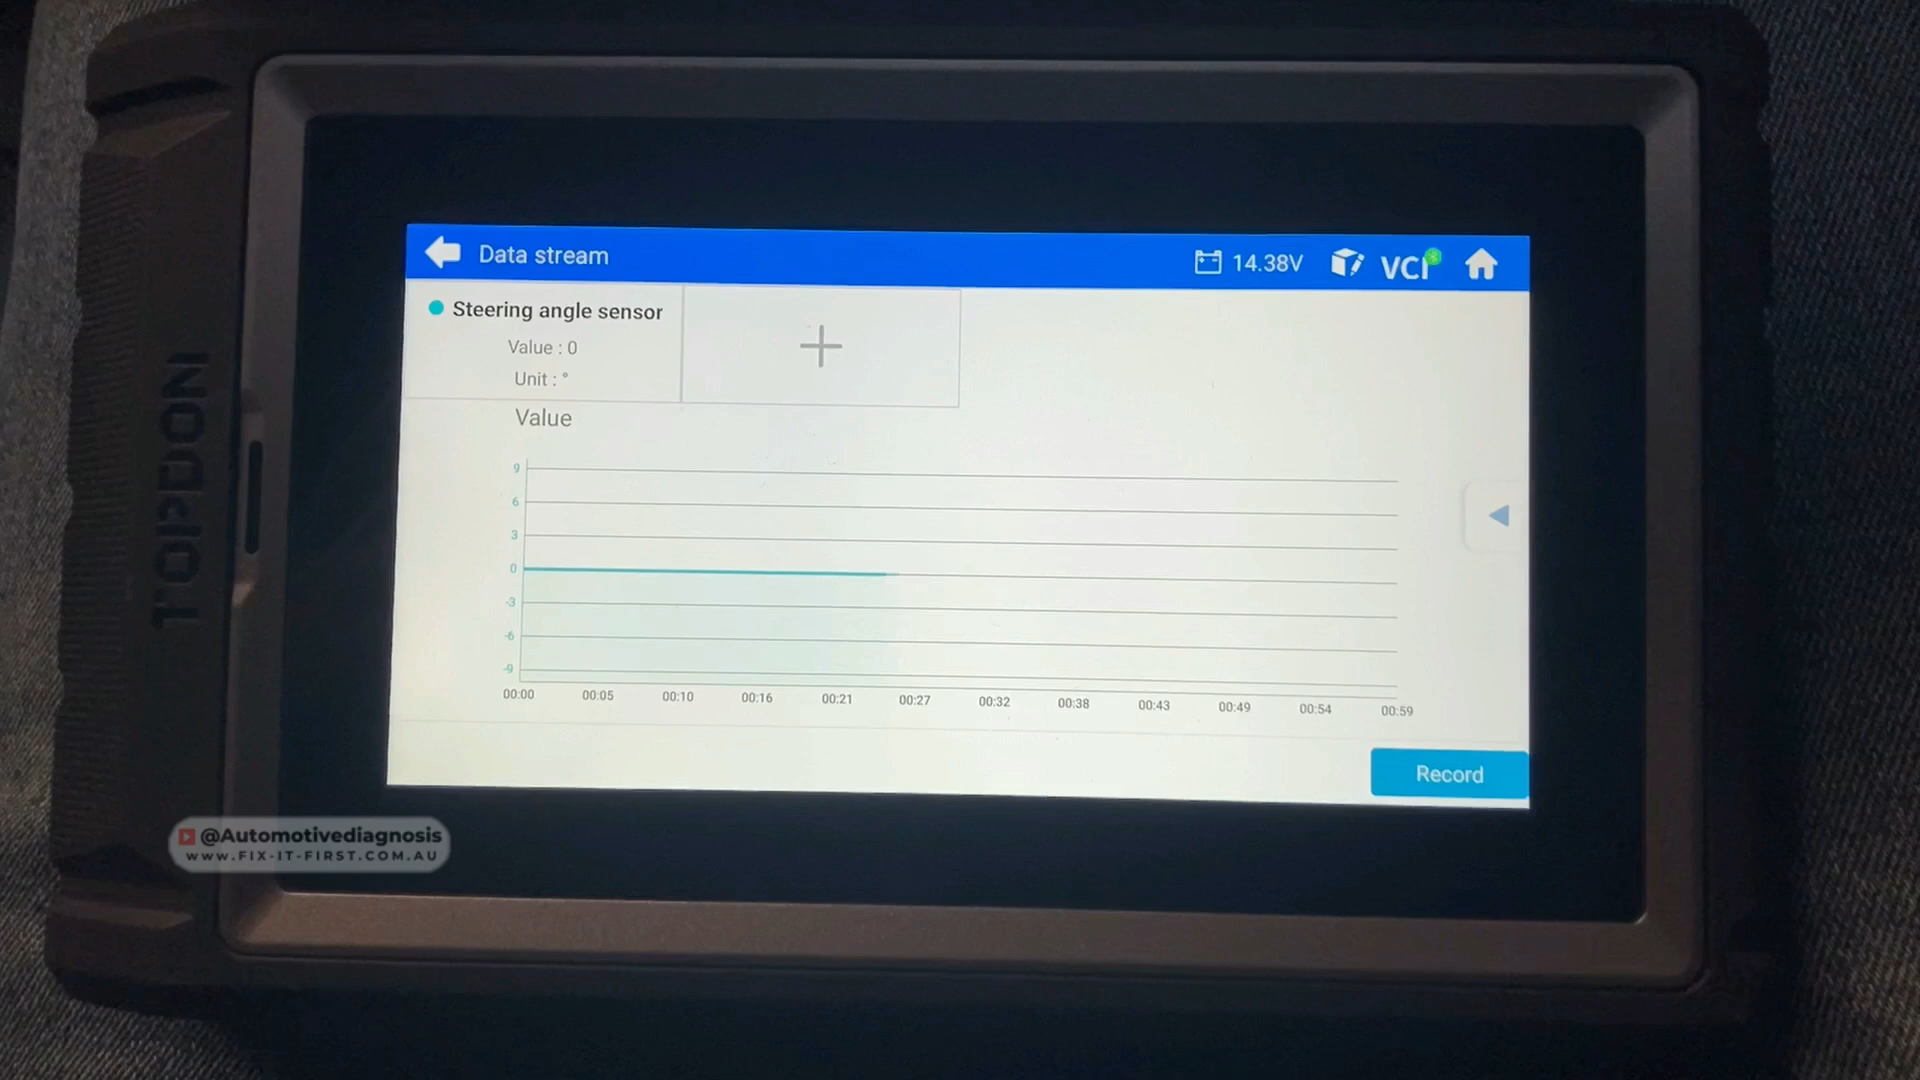 TOPDON
Data stream
14.38V
VCI
Steering angle sensor
Value : 0
Unit : °
Value
9
6
3
0
-3
-6
-9
00:00 00:05 00:10 00:16 00:21 00:27 00:32 00:38 00:43 00:49 00:54 00:59
Record
@Automotivediagnosis
WWW.FIX-IT-FIRST.COM.AU